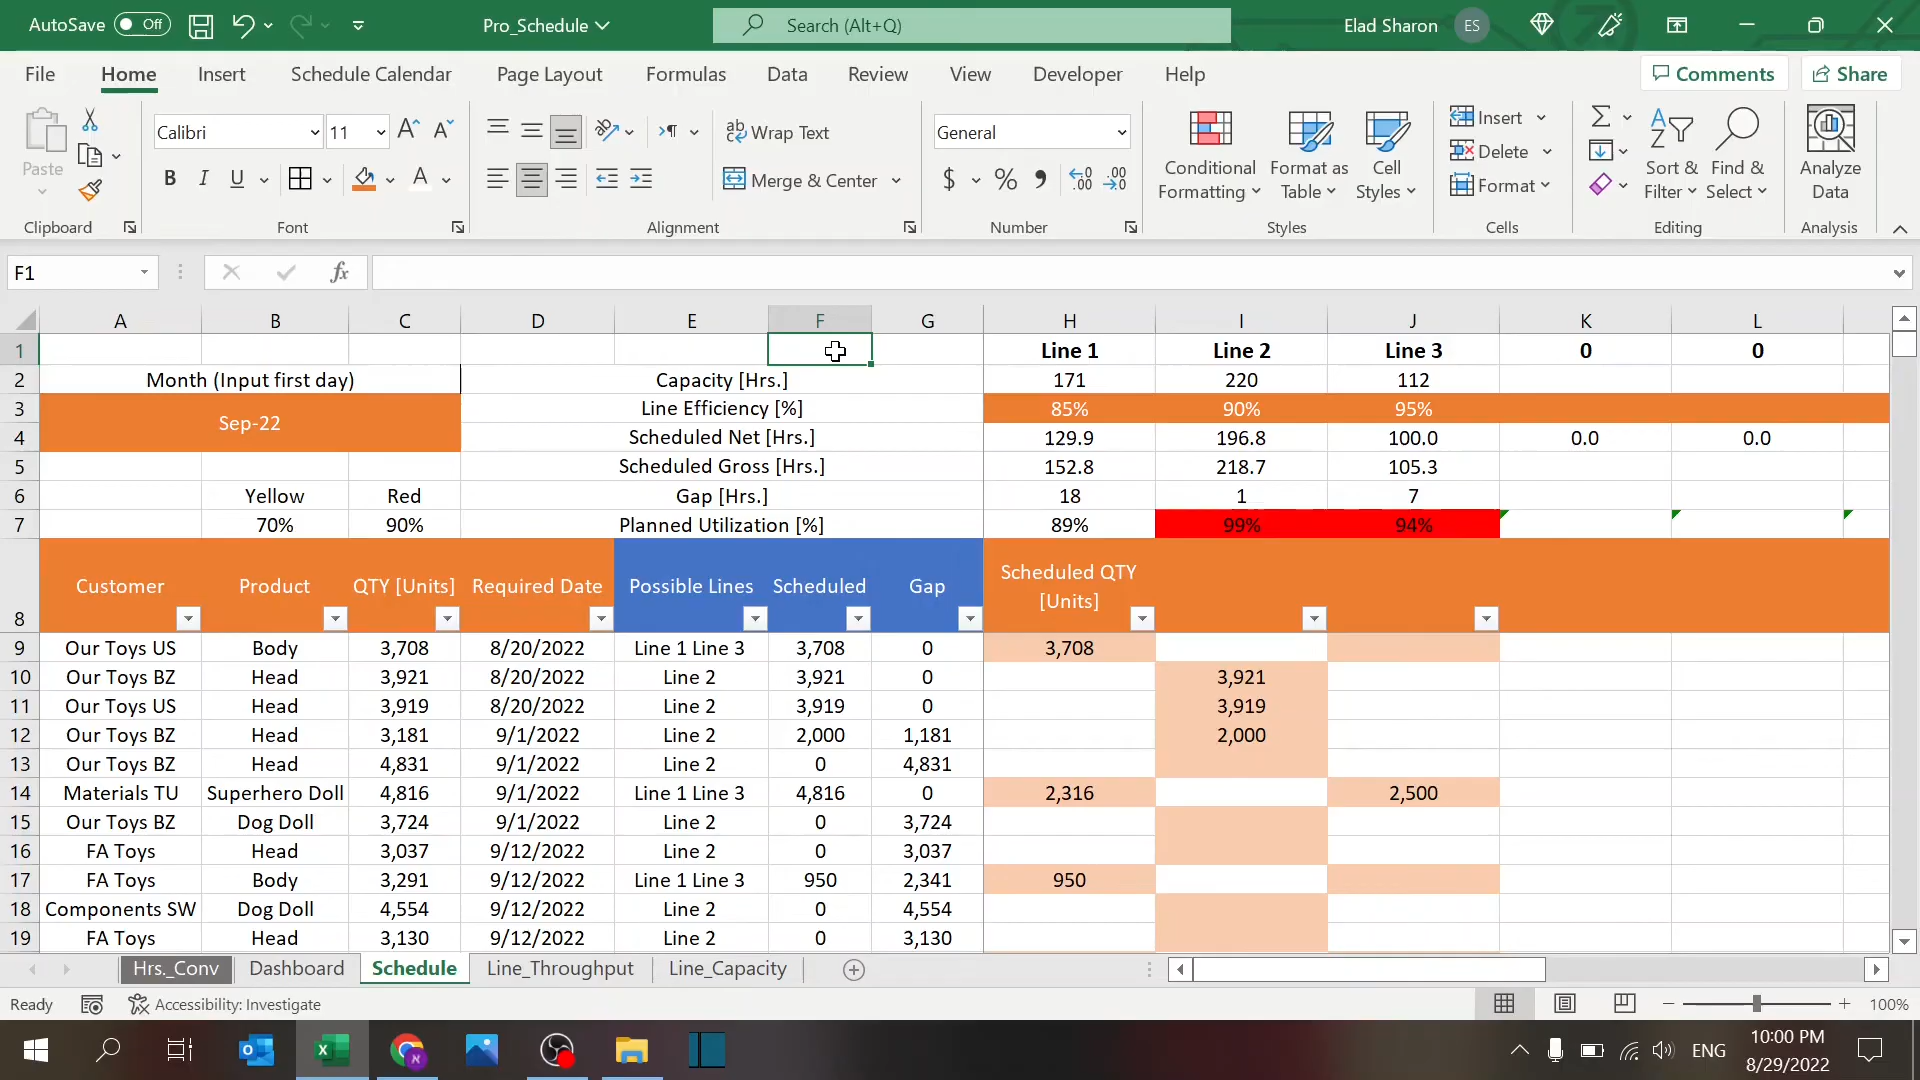 AutoSave Off Pro_Schedule Search (Alt+Q) Elad Sharon ES
File Home Insert Schedule Calendar Page Layout Formulas Data Review View Developer Help Comments Share
Paste Calibri 11 Wrap Text General Conditional Formatting Format as Table Cell Styles Insert Sort & Filter Find & Select Analyze Data
B I U A Merge & Center $ % Delete
Format
Clipboard Font Alignment Number Styles Cells Editing Analysis
F1 fx
A B C D E F G H I J K L
1 Line 1 Line 2 Line 3 0 0
2 Month (Input first day) Capacity [Hrs.] 171 220 112
3 Sep-22 Line Efficiency [%] 85% 90% 95%
4 Scheduled Net [Hrs.] 129.9 196.8 100.0 0.0 0.0
5 Scheduled Gross [Hrs.] 152.8 218.7 105.3
6 Yellow Red Gap [Hrs.] 18 1 7
7 70% 90% Planned Utilization [%] 89% 99% 94%
8 Customer Product QTY [Units] Required Date Possible Lines Scheduled Gap Scheduled QTY [Units]
9 Our Toys US Body 3,708 8/20/2022 Line 1 Line 3 3,708 0 3,708
10 Our Toys BZ Head 3,921 8/20/2022 Line 2 3,921 0 3,921
11 Our Toys US Head 3,919 8/20/2022 Line 2 3,919 0 3,919
12 Our Toys BZ Head 3,181 9/1/2022 Line 2 2,000 1,181 2,000
13 Our Toys BZ Head 4,831 9/1/2022 Line 2 0 4,831
14 Materials TU Superhero Doll 4,816 9/1/2022 Line 1 Line 3 4,816 0 2,316 2,500
15 Our Toys BZ Dog Doll 3,724 9/1/2022 Line 2 0 3,724
16 FA Toys Head 3,037 9/12/2022 Line 2 0 3,037
17 FA Toys Body 3,291 9/12/2022 Line 1 Line 3 950 2,341 950
18 Components SW Dog Doll 4,554 9/12/2022 Line 2 0 4,554
19 FA Toys Head 3,130 9/12/2022 Line 2 0 3,130
Hrs._Conv Dashboard Schedule Line_Throughput Line_Capacity
Ready Accessibility: Investigate 100%
ENG 10:00 PM
8/29/2022